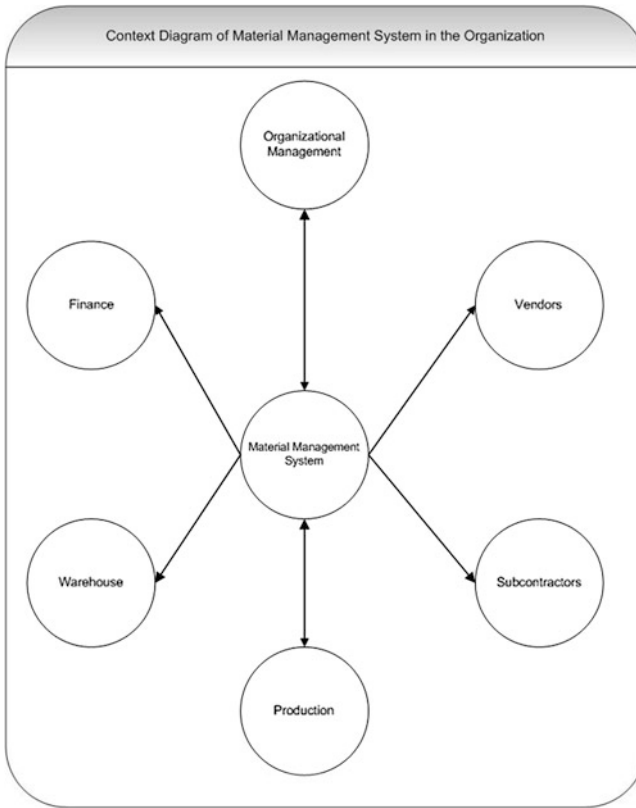 Context Diagram of Material Management System in the Organization
Organizational
Management
Finance
Vendors
Material Management
System
Warehouse
Subcontractors
Production